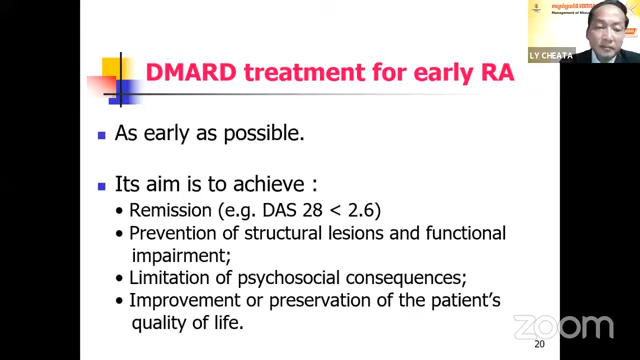 DMARD treatment for early RA
As early as possible.
Its aim is to achieve :
• Remission (e.g. DAS 28 < 2.6)
• Prevention of structural lesions and functional
impairment;
• Limitation of psychosocial consequences;
• Improvement or preservation of the patient's
quality of life.
20
LY CHEATA
zoom